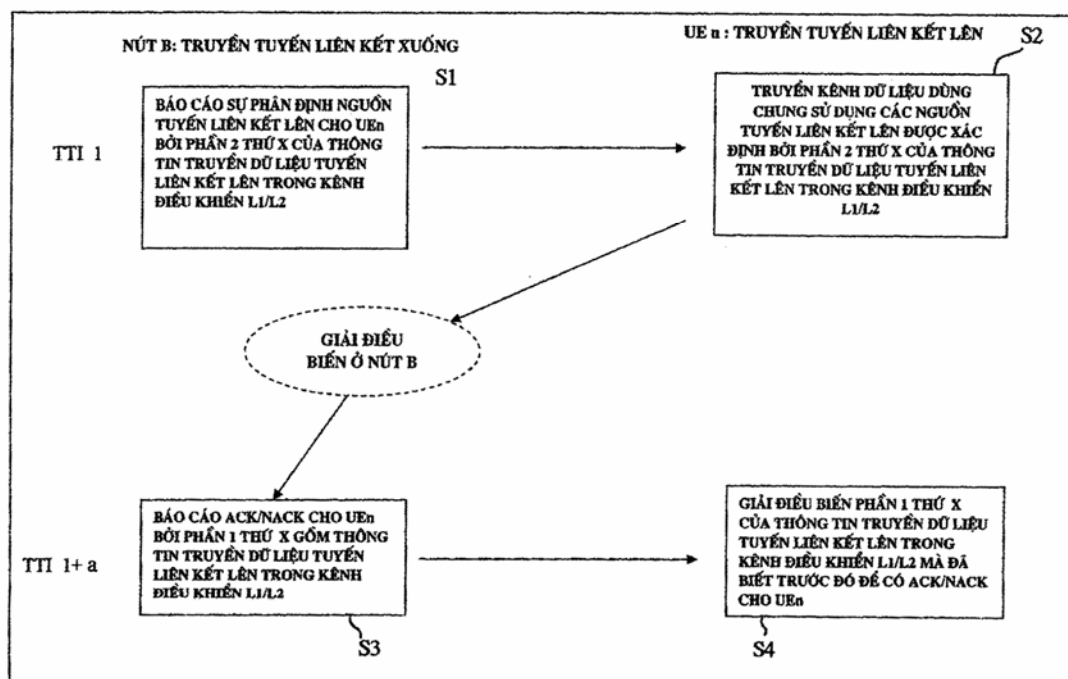 NÚT B: TRUYỀN TUYẾN LIÊN KẾT XUỐNG
UE n : TRUYỀN TUYẾN LIÊN KẾT LÊN
S1
S2
TTI 1
BÁO CÁO SỰ PHÂN ĐỊNH NGUỒN
TUYẾN LIÊN KẾT LÊN CHO UEn
BỞI PHẦN 2 THỨ X CỦA THÔNG
TIN TRUYỀN DỮ LIỆU TUYẾN
LIÊN KẾT LÊN TRONG KÊNH
ĐIỀU KHIỂN L1/L2
TRUYỀN KÊNH DỮ LIỆU DÙNG
CHUNG SỬ DỤNG CÁC NGUỒN
TUYẾN LIÊN KẾT LÊN ĐƯỢC XÁC
ĐỊNH BỞI PHẦN 2 THỨ X CỦA THÔNG
TIN TRUYỀN DỮ LIỆU TUYẾN LIÊN
KẾT LÊN TRONG KÊNH ĐIỀU KHIỂN
L1/L2
GIẢI ĐIỀU
BIẾN Ở NÚT B
TTI 1+ a
BÁO CÁO ACK/NACK CHO UEn
BỞI PHẦN 1 THỨ X GỒM THÔNG
TIN TRUYỀN DỮ LIỆU TUYẾN
LIÊN KẾT LÊN TRONG KÊNH
ĐIỀU KHIỂN L1/L2
GIẢI ĐIỀU BIẾN PHẦN 1 THỨ X
CỦA THÔNG TIN TRUYỀN DỮ LIỆU
TUYẾN LIÊN KẾT LÊN TRONG
KÊNH ĐIỀU KHIỂN L1/L2 MÀ ĐÃ
BIẾT TRƯỚC ĐÓ ĐỂ CÓ ACK/NACK
CHO UEn
S3
S4